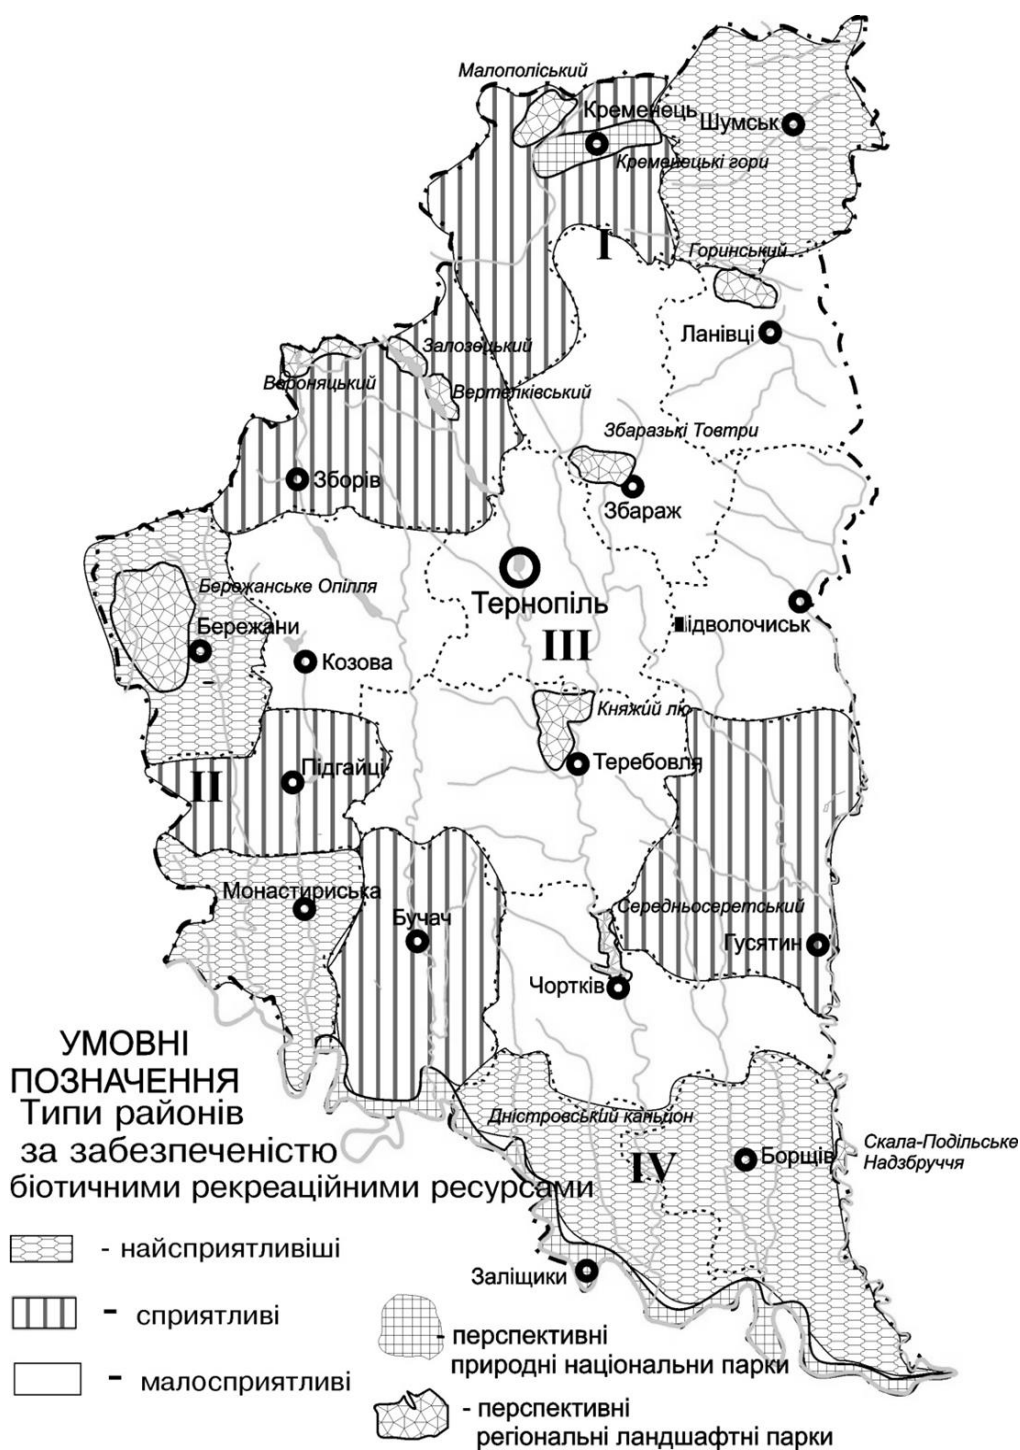 Малополіський
Кременець
Шумськ
Кременецькі гори
I
Горинський
Ланівці
Залозецький
Вороняцький
Вертелківський
Збаразькі Товтри
Зборів
Збараж
Бережанське Опілля
Тернопіль
Бережани
Підволочиськ
III
Козова
Княжий ліс
Теребовля
Підгайці
II
Монастириська
Бучач
Середньосеретський
Гусятин
Чортків
УМОВНІ
ПОЗНАЧЕННЯ
Типи районів
за забезпеченістю
біотичними рекреаційними ресурсами
Дністровський каньйон
IV
Борщів
Скала-Подільське
Надзбруччя
Заліщики
- найсприятливіші
- сприятливі
- малосприятливі
- перспективні
природні національни парки
- перспективні
регіональні ландшафтні парки